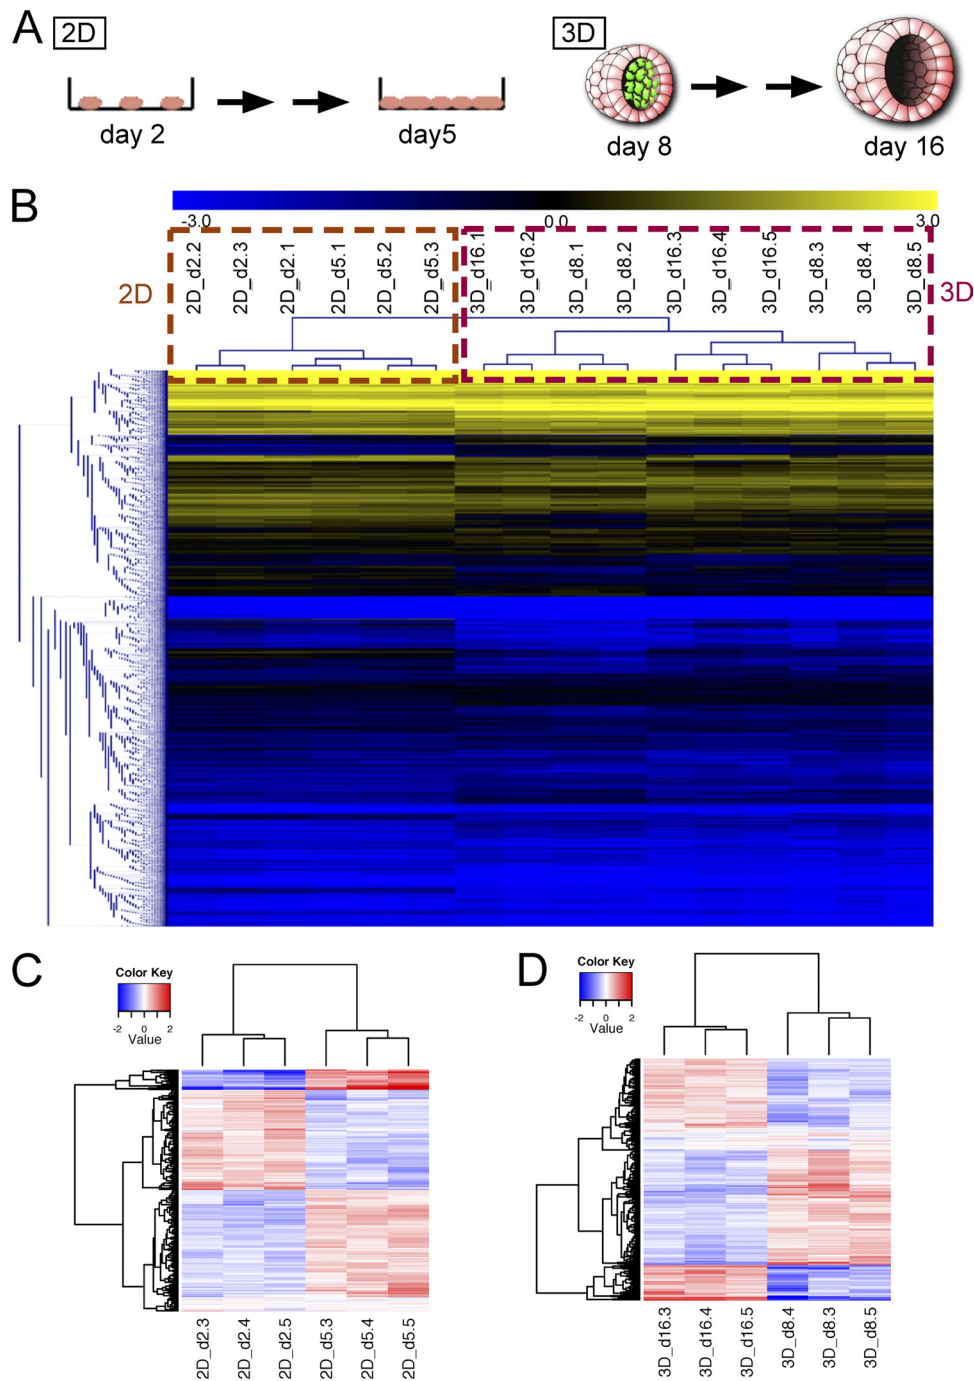 A 2D 3D
day 2 day5 day 8 day 16
B
-3.0 0.0 3.0
2D 3D
2D_d2.2
2D_d2.3
2D_d2.1
2D_d5.1
2D_d5.2
2D_d5.3
3D_d16.1
3D_d16.2
3D_d8.1
3D_d8.2
3D_d16.3
3D_d16.4
3D_d16.5
3D_d8.3
3D_d8.4
3D_d8.5
C
Color Key
-2 0 2
Value
2D_d2.3
2D_d2.4
2D_d2.5
2D_d5.3
2D_d5.4
2D_d5.5
D
Color Key
-2 0 2
Value
3D_d16.3
3D_d16.4
3D_d16.5
3D_d8.4
3D_d8.3
3D_d8.5